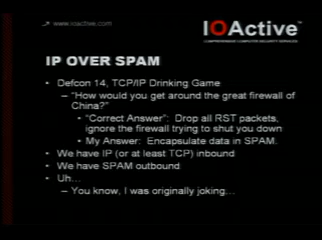 www.ioactive.com
IOActive™
COMPREHENSIVE COMPUTER SECURITY SERVICES
IP OVER SPAM
• Defcon 14, TCP/IP Drinking Game
– "How would you get around the great firewall of
China?"
• "Correct Answer": Drop all RST packets,
ignore the firewall trying to shut you down
• My Answer: Encapsulate data in SPAM.
• We have IP (or at least TCP) inbound
• We have SPAM outbound
• Uh...
– You know, I was originally joking...